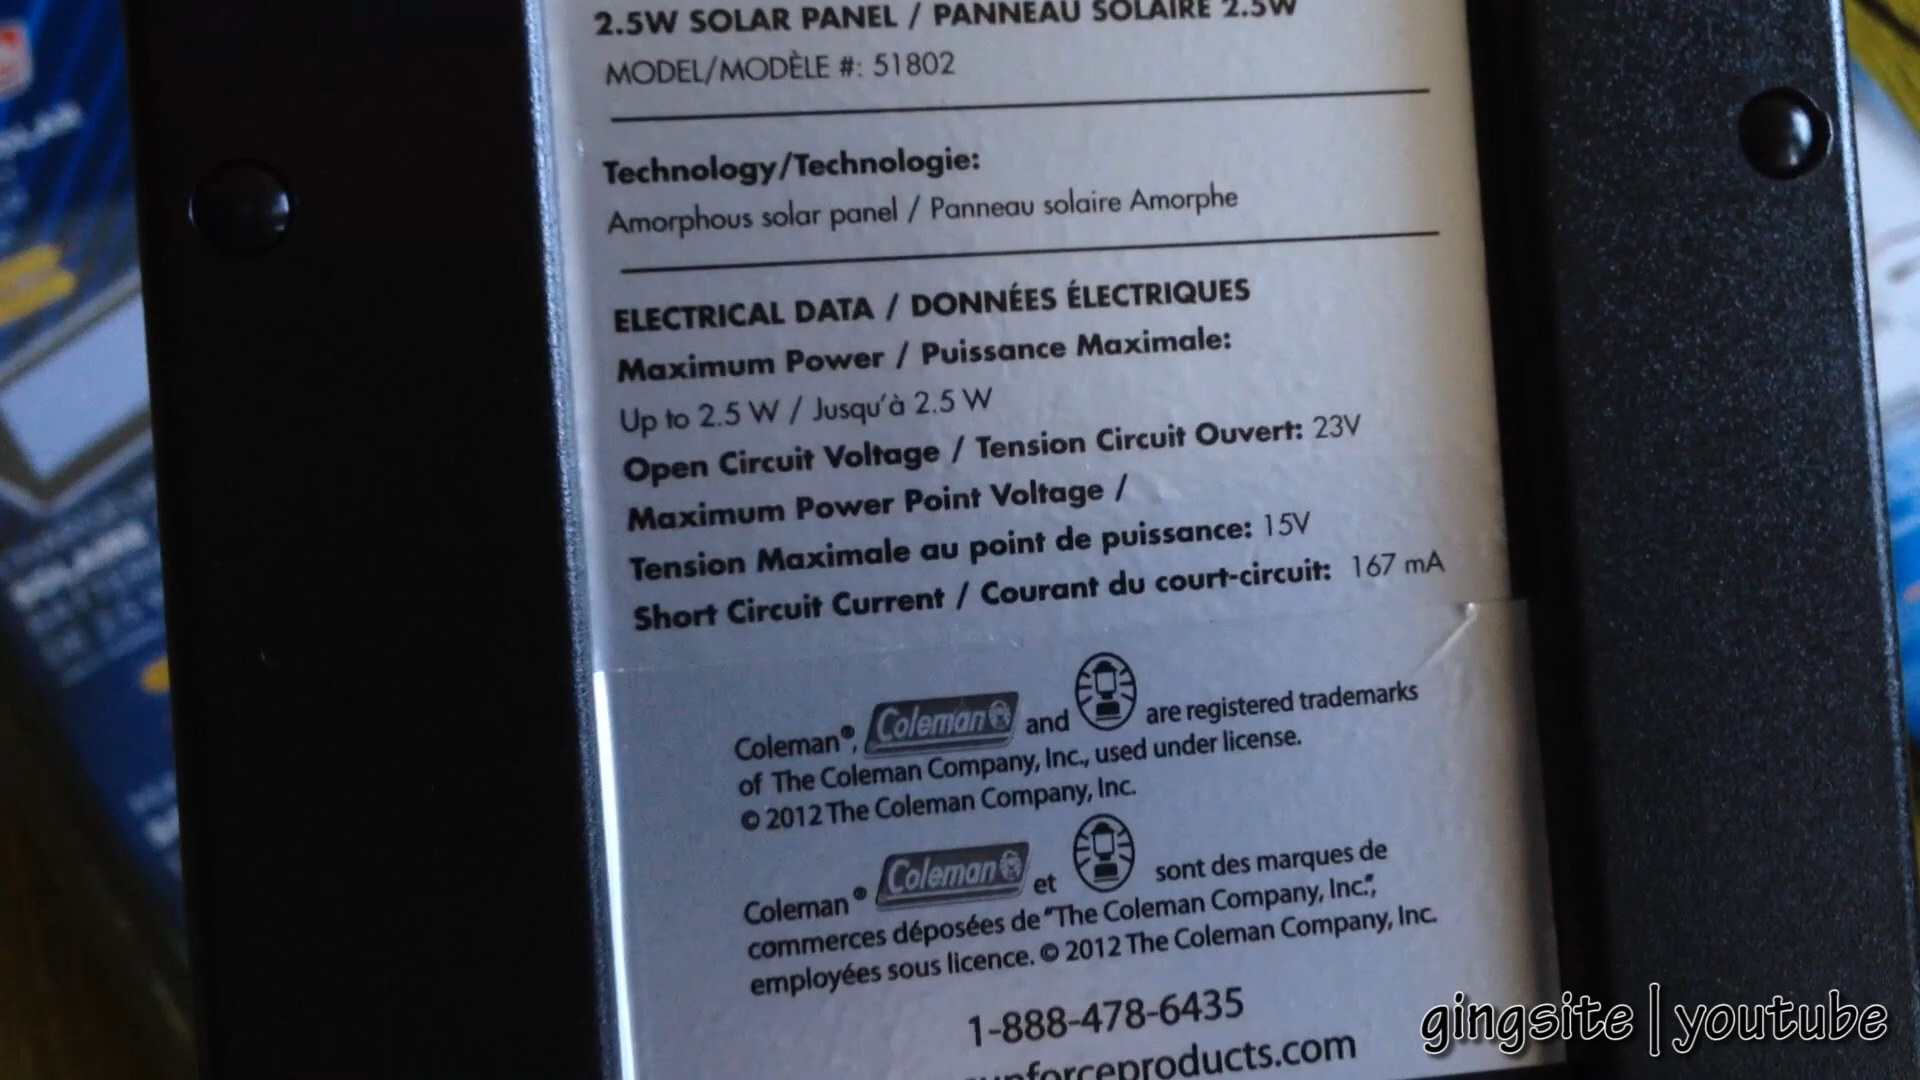 2.5W SOLAR PANEL / PANNEAU SOLAIRE 2.5W
MODEL/MODÈLE #: 51802
Technology/Technologie:
Amorphous solar panel / Panneau solaire Amorphe
ELECTRICAL DATA / DONNÉES ÉLECTRIQUES
Maximum Power / Puissance Maximale:
Up to 2.5 W / Jusqu'à 2.5 W
Open Circuit Voltage / Tension Circuit Ouvert: 23V
Maximum Power Point Voltage /
Tension Maximale au point de puissance: 15V
Short Circuit Current / Courant du court-circuit: 167 mA
Coleman®, Coleman and are registered trademarks
of The Coleman Company, Inc., used under license.
© 2012 The Coleman Company, Inc.
Coleman® Coleman et sont des marques de
commerces déposées de "The Coleman Company, Inc.",
employées sous licence. © 2012 The Coleman Company, Inc.
1-888-478-6435
gingsite | youtube